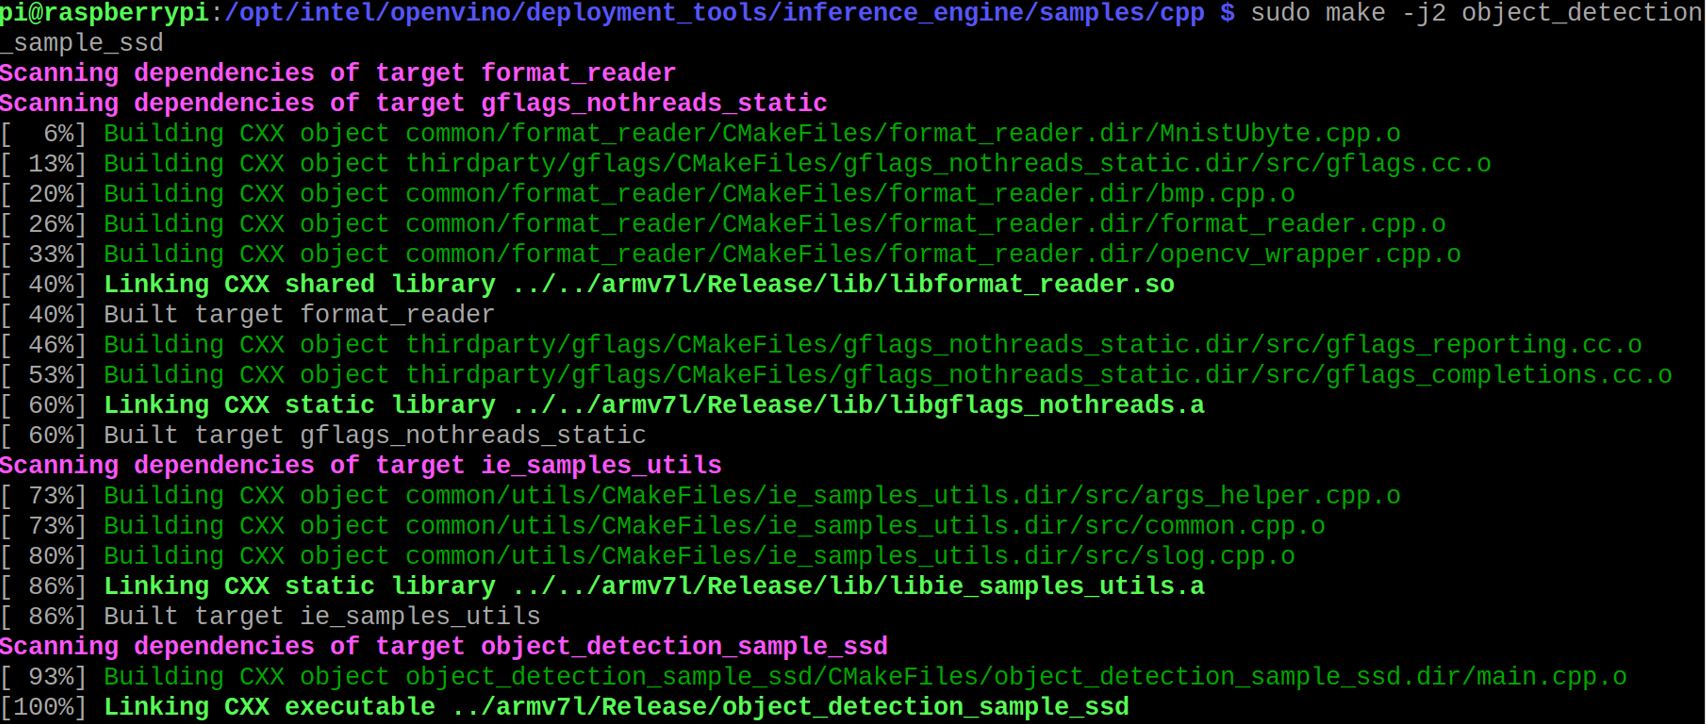 pi@raspberrypi:/opt/intel/openvino/deployment_tools/inference_engine/samples/cpp $ sudo make -j2 object_detection
_sample_ssd
Scanning dependencies of target format_reader
Scanning dependencies of target gflags_nothreads_static
[  6%] Building CXX object common/format_reader/CMakeFiles/format_reader.dir/MnistUbyte.cpp.o
[ 13%] Building CXX object thirdparty/gflags/CMakeFiles/gflags_nothreads_static.dir/src/gflags.cc.o
[ 20%] Building CXX object common/format_reader/CMakeFiles/format_reader.dir/bmp.cpp.o
[ 26%] Building CXX object common/format_reader/CMakeFiles/format_reader.dir/format_reader.cpp.o
[ 33%] Building CXX object common/format_reader/CMakeFiles/format_reader.dir/opencv_wrapper.cpp.o
[ 40%] Linking CXX shared library ../../armv7l/Release/lib/libformat_reader.so
[ 40%] Built target format_reader
[ 46%] Building CXX object thirdparty/gflags/CMakeFiles/gflags_nothreads_static.dir/src/gflags_reporting.cc.o
[ 53%] Building CXX object thirdparty/gflags/CMakeFiles/gflags_nothreads_static.dir/src/gflags_completions.cc.o
[ 60%] Linking CXX static library ../../armv7l/Release/lib/libgflags_nothreads.a
[ 60%] Built target gflags_nothreads_static
Scanning dependencies of target ie_samples_utils
[ 73%] Building CXX object common/utils/CMakeFiles/ie_samples_utils.dir/src/args_helper.cpp.o
[ 73%] Building CXX object common/utils/CMakeFiles/ie_samples_utils.dir/src/common.cpp.o
[ 80%] Building CXX object common/utils/CMakeFiles/ie_samples_utils.dir/src/slog.cpp.o
[ 86%] Linking CXX static library ../../armv7l/Release/lib/libie_samples_utils.a
[ 86%] Built target ie_samples_utils
Scanning dependencies of target object_detection_sample_ssd
[ 93%] Building CXX object object_detection_sample_ssd/CMakeFiles/object_detection_sample_ssd.dir/main.cpp.o
[100%] Linking CXX executable ../armv7l/Release/object_detection_sample_ssd